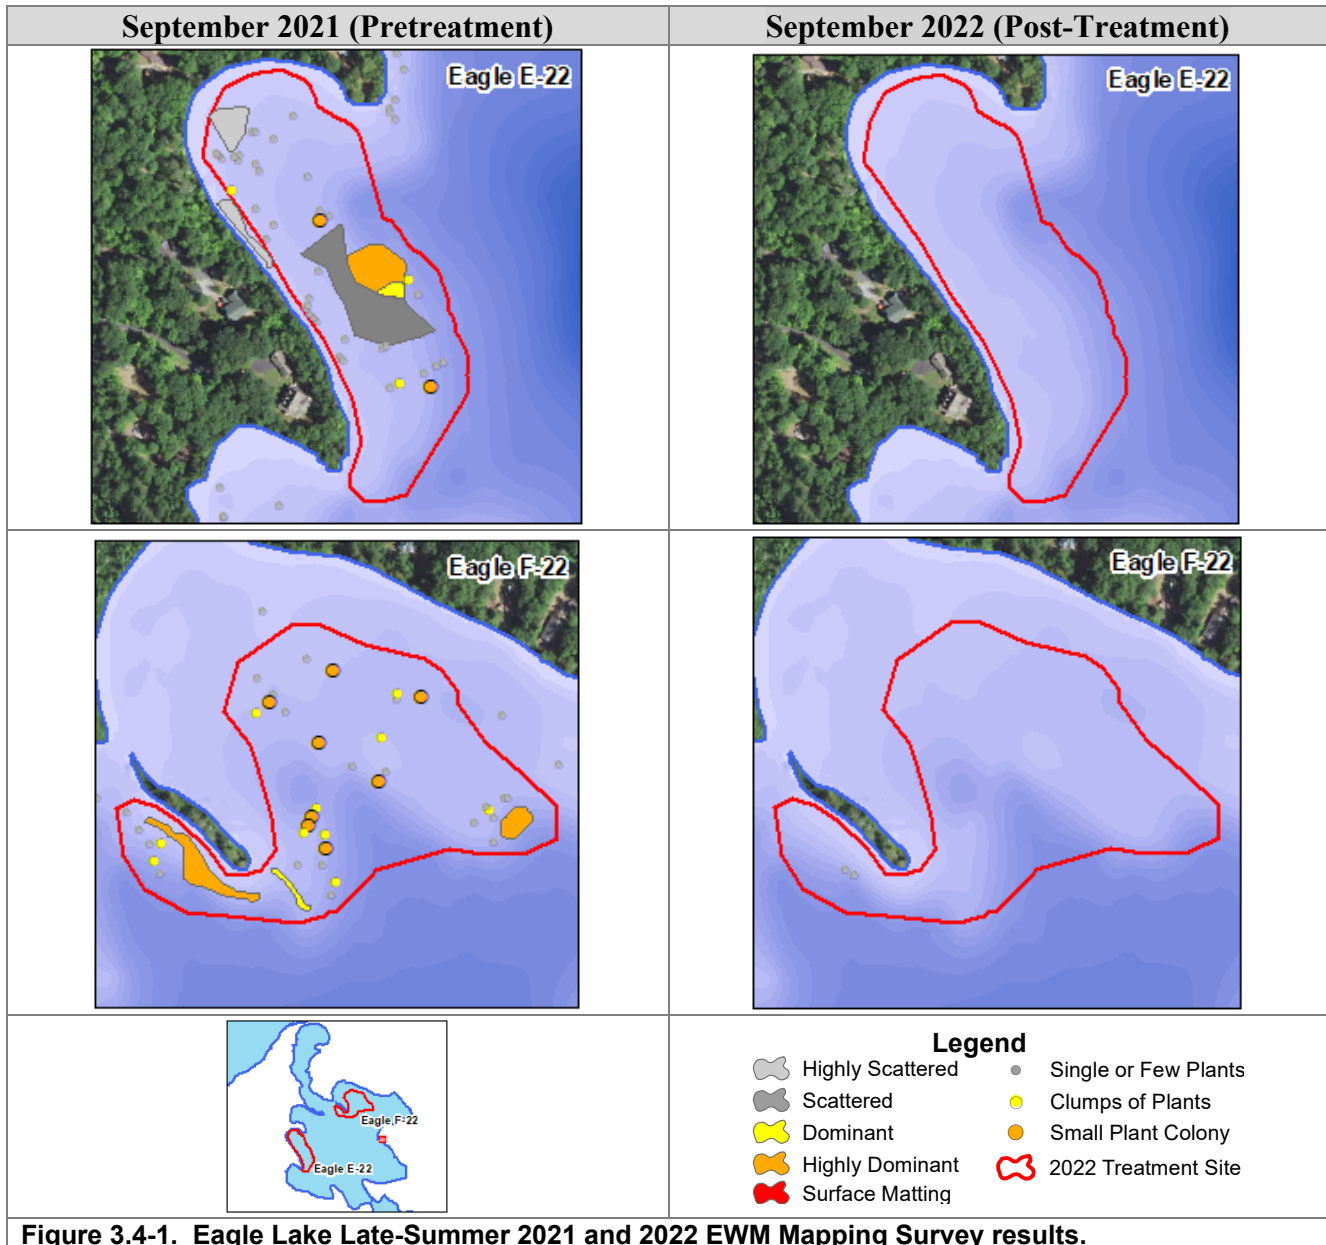 September 2021 (Pretreatment)
September 2022 (Post-Treatment)
Eagle E-22
Eagle E-22
Eagle F-22
Eagle F-22
Eagle F-22
Eagle E-22
Legend
Highly Scattered
Scattered
Dominant
Highly Dominant
Surface Matting
Single or Few Plants
Clumps of Plants
Small Plant Colony
2022 Treatment Site
Figure 3.4-1. Eagle Lake Late-Summer 2021 and 2022 EWM Mapping Survey results.